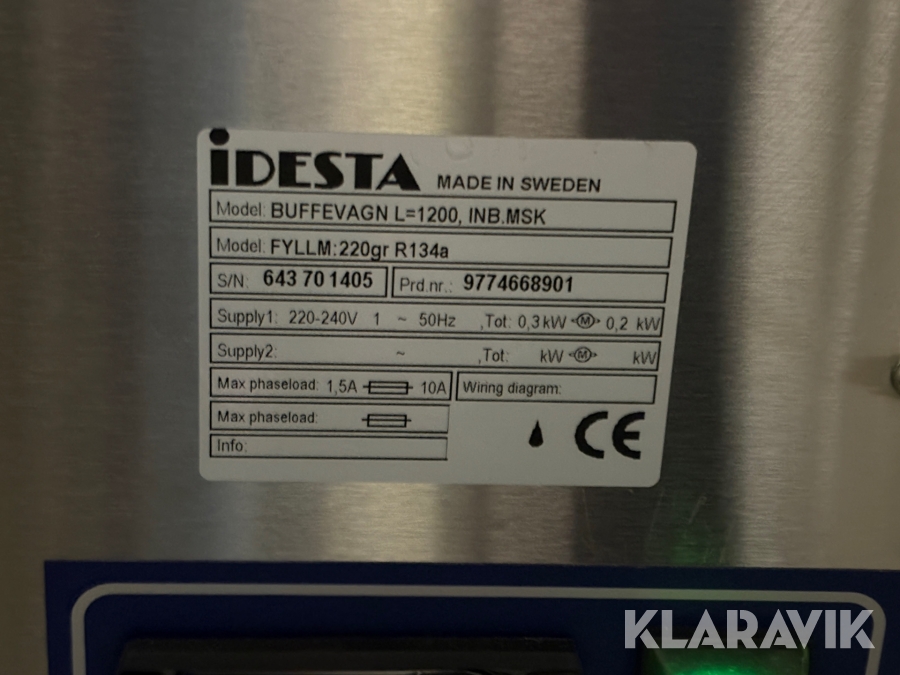 iDESTA MADE IN SWEDEN
Model: BUFFEVAGN L=1200, INB.MSK
Model: FYLLM:220gr R134a
S/N: 643 70 1405 Prd.nr.: 9774668901
Supply1: 220-240V 1 ~ 50Hz ,Tot: 0,3 kW M 0,2 kW
Supply2: ~ ,Tot: kW M kW
Max phaseload: 1,5A 10A Wiring diagram:
Max phaseload:
Info:
CE
KLARAVIK